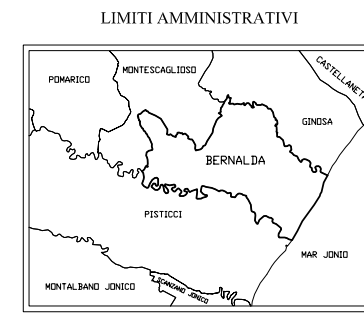 LIMITI AMMINISTRATIVI
CASTELLANETA
MONTESCAGLIOSO
POMARICO
GINOSA
BERNALDA
PISTICCI
MAR JONIO
MONTALBANO JONICO
SCANZANO JONICO